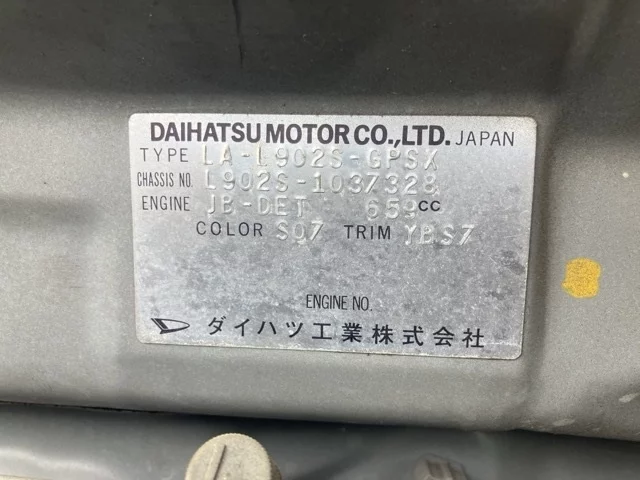 DAIHATSU MOTOR CO.,LTD. JAPAN
TYPE LA-L902S-GPSX
CHASSIS NO. L902S-1037328
ENGINE JB-DET 659CC
COLOR S07 TRIM YBS7
ENGINE NO.
ダイハツ工業株式会社